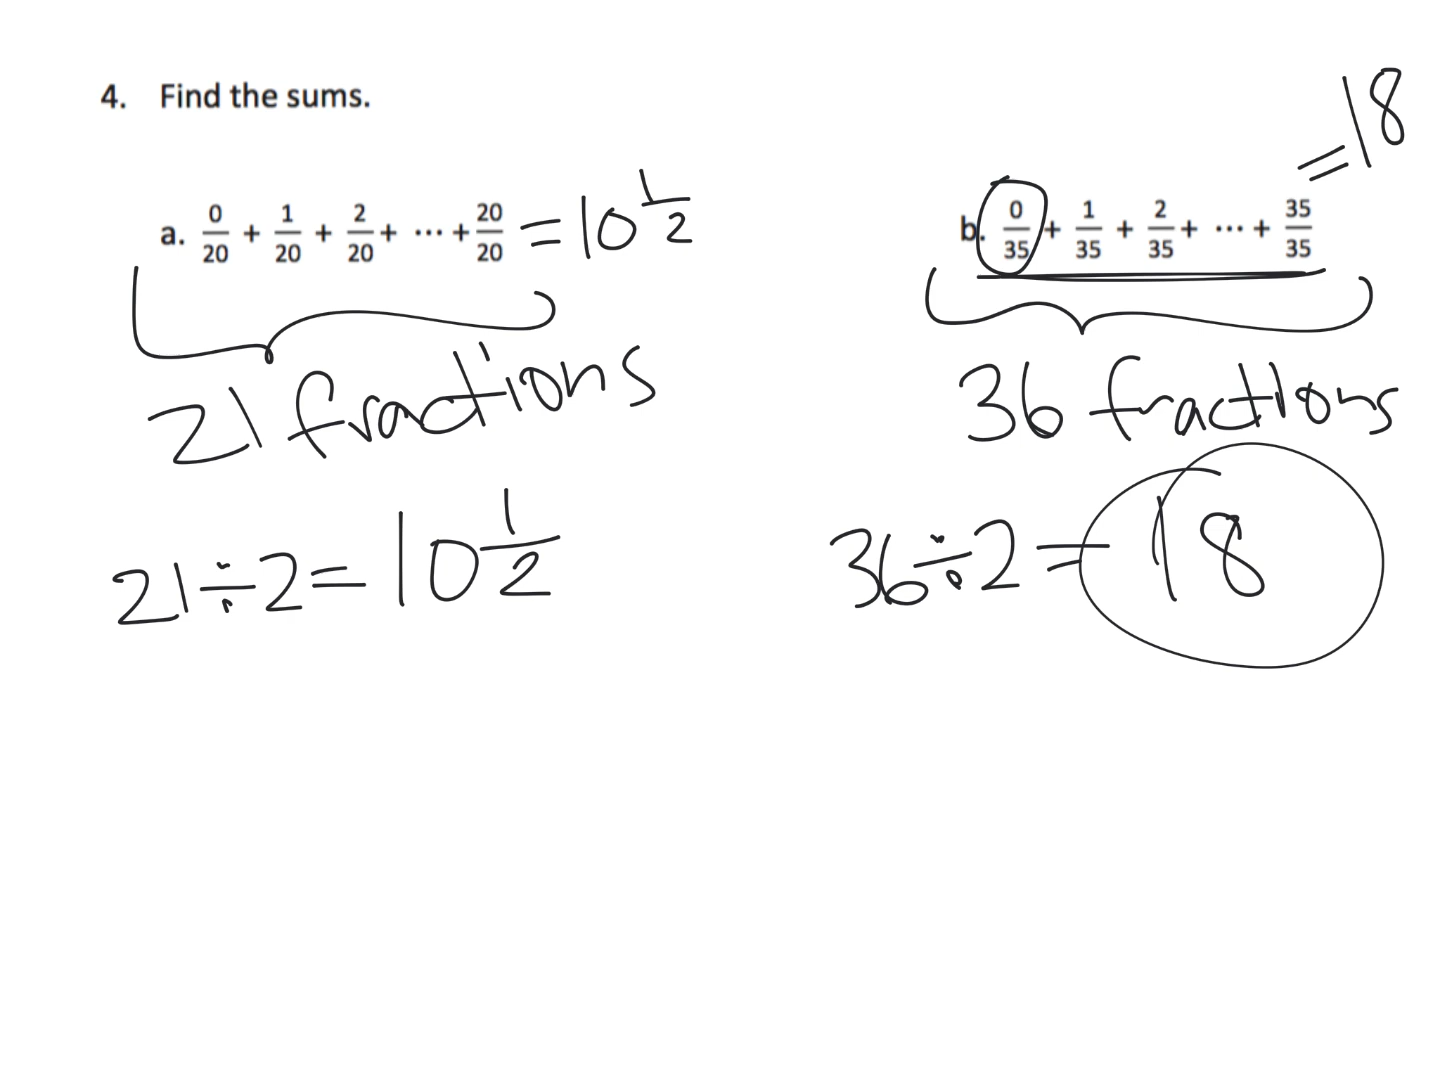 4. Find the sums.
a. 0/20 + 1/20 + 2/20 + ... + 20/20 = 10 1/2
21 fractions
21 ÷ 2 = 10 1/2
b. 0/35 + 1/35 + 2/35 + ... + 35/35 = 18
36 fractions
36 ÷ 2 = 18